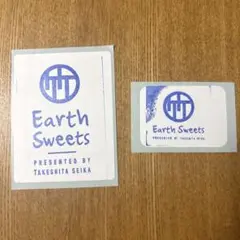 Earth
Sweets
PRESENTED BY
TAKESHITA SEIKA
Earth Sweets
PRESENTED BY TAKESHITA SEIKA